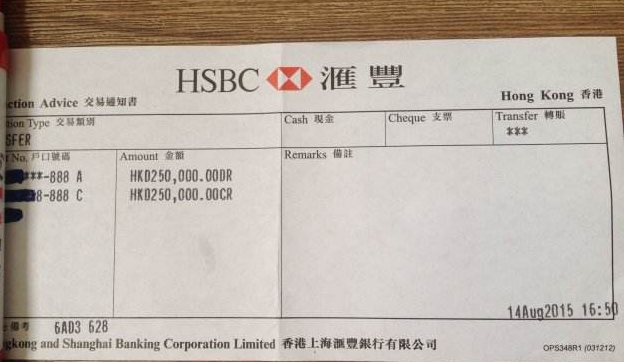 HSBC 滙豐
ction Advice 交易通知書
Hong Kong 香港
tion Type 交易類別
Cash 現金
Cheque 支票
Transfer 轉賬
SFER
***
No. 戶口號碼
Amount 金額
Remarks 備註
***-888 A HKD250,000.00DR
8-888 C HKD250,000.00CR
14Aug2015 16:50
備考 6AD3 628
ngkong and Shanghai Banking Corporation Limited 香港上海滙豐銀行有限公司
OPS348R1 (031212)